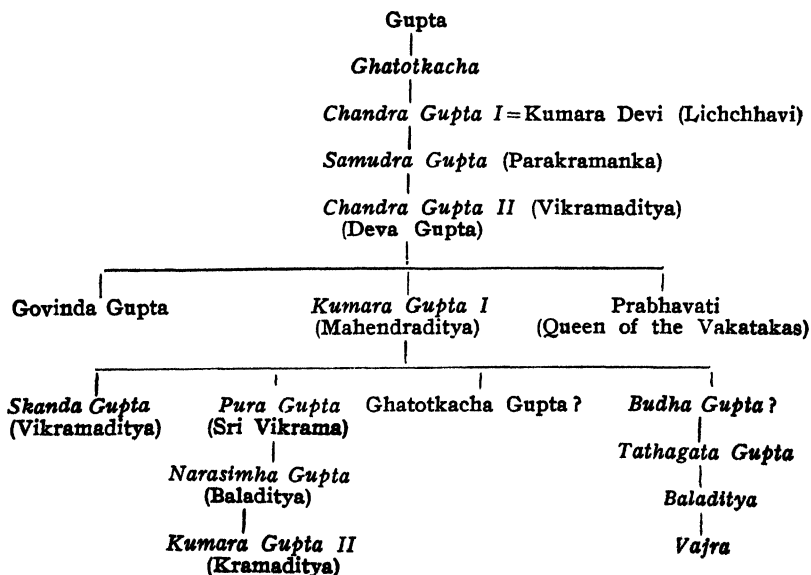 Gupta
Ghatotkacha
Chandra Gupta I=Kumara Devi (Lichchhavi)
Samudra Gupta (Parakramanka)
Chandra Gupta II (Vikramaditya)
(Deva Gupta)
Govinda Gupta Kumara Gupta I Prabhavati
(Mahendraditya) (Queen of the Vakatakas)
Skanda Gupta Pura Gupta Ghatotkacha Gupta? Budha Gupta?
(Vikramaditya) (Sri Vikrama)
Tathagata Gupta
Narasimha Gupta
(Baladitya) Baladitya
Kumara Gupta II Vajra
(Kramaditya)